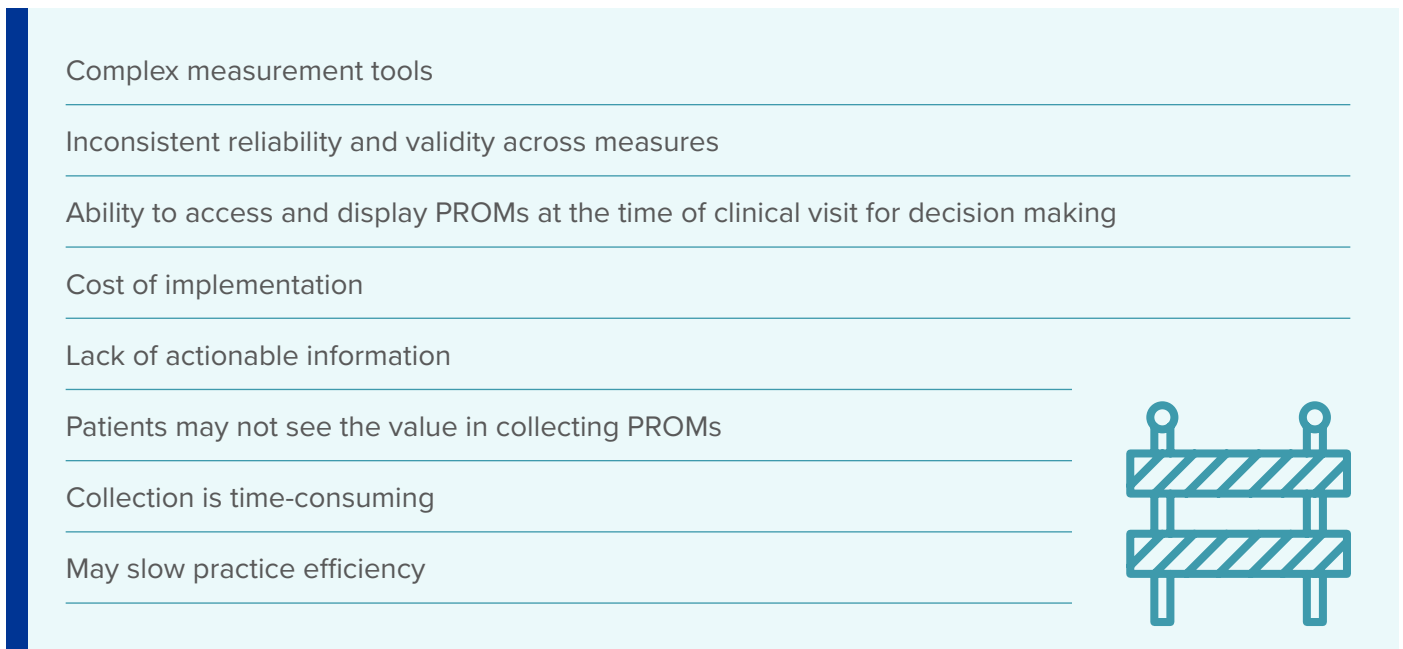 Complex measurement tools
Inconsistent reliability and validity across measures
Ability to access and display PROMs at the time of clinical visit for decision making
Cost of implementation
Lack of actionable information
Patients may not see the value in collecting PROMs
Collection is time-consuming
May slow practice efficiency